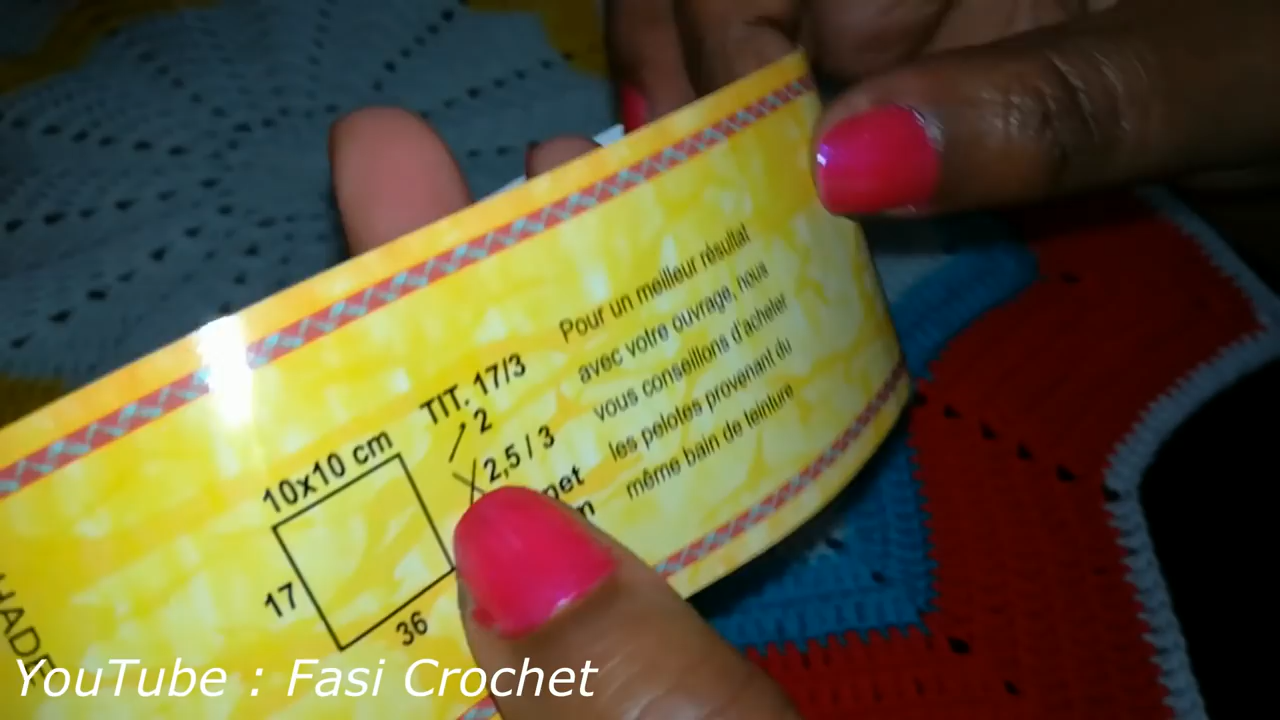 10x10 cm
17
36
TIT. 17/3
2
2,5 / 3
Pour un meilleur résultat
avec votre ouvrage, nous
vous conseillons d'acheter
les pelotes provenant du
même bain de teinture
YouTube : Fasi Crochet